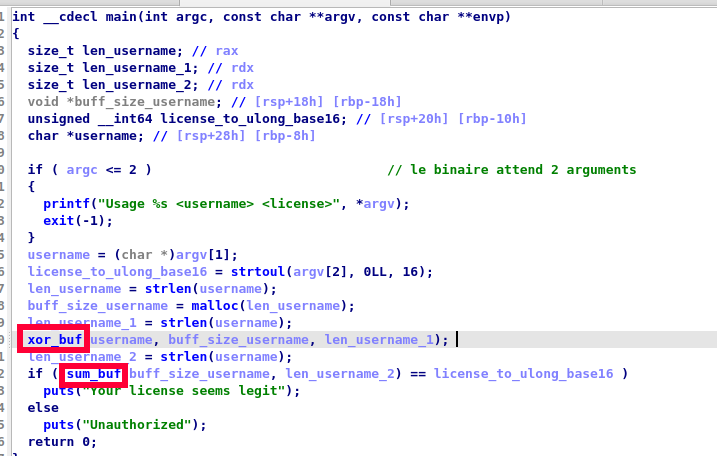 1 int __cdecl main(int argc, const char **argv, const char **envp)
2 {
3 size_t len_username; // rax
4 size_t len_username_1; // rdx
5 size_t len_username_2; // rdx
6 void *buff_size_username; // [rsp+18h] [rbp-18h]
7 unsigned __int64 license_to_ulong_base16; // [rsp+20h] [rbp-10h]
8 char *username; // [rsp+28h] [rbp-8h]
9
0 if ( argc <= 2 ) // le binaire attend 2 arguments
1 {
2 printf("Usage %s <username> <license>", *argv);
3 exit(-1);
4 }
5 username = (char *)argv[1];
6 license_to_ulong_base16 = strtoul(argv[2], 0LL, 16);
7 len_username = strlen(username);
8 buff_size_username = malloc(len_username);
9 len_username_1 = strlen(username);
0 xor_buf username, buff_size_username, len_username_1);
1 len_username_2 = strlen(username);
2 if ( sum_buf buff_size_username, len_username_2) == license_to_ulong_base16 )
3 puts("Your license seems legit");
4 else
5 puts("Unauthorized");
6 return 0;